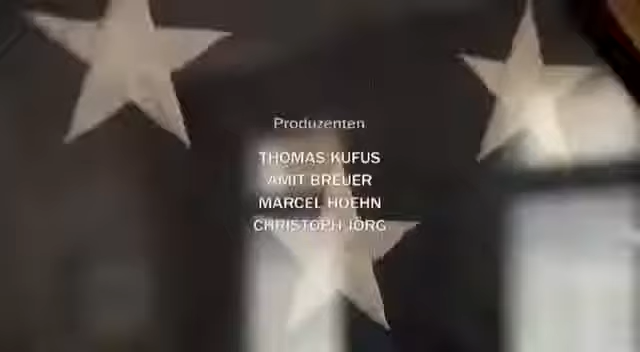 Produzenten
THOMAS KUFUS
AMIT BREUER
MARCEL HOEHN
CHRISTOPH JÖRG